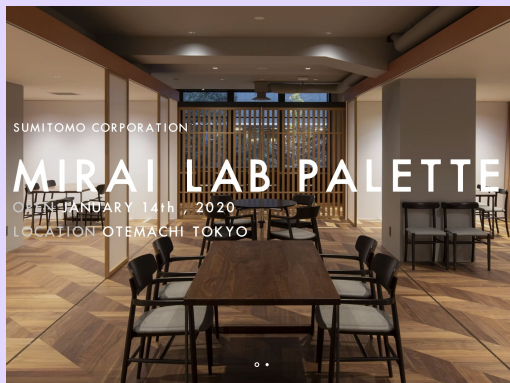 SUMITOMO CORPORATION
MIRAI LAB PALETTE
OPEN JANUARY 14th , 2020
LOCATION OTEMACHI TOKYO